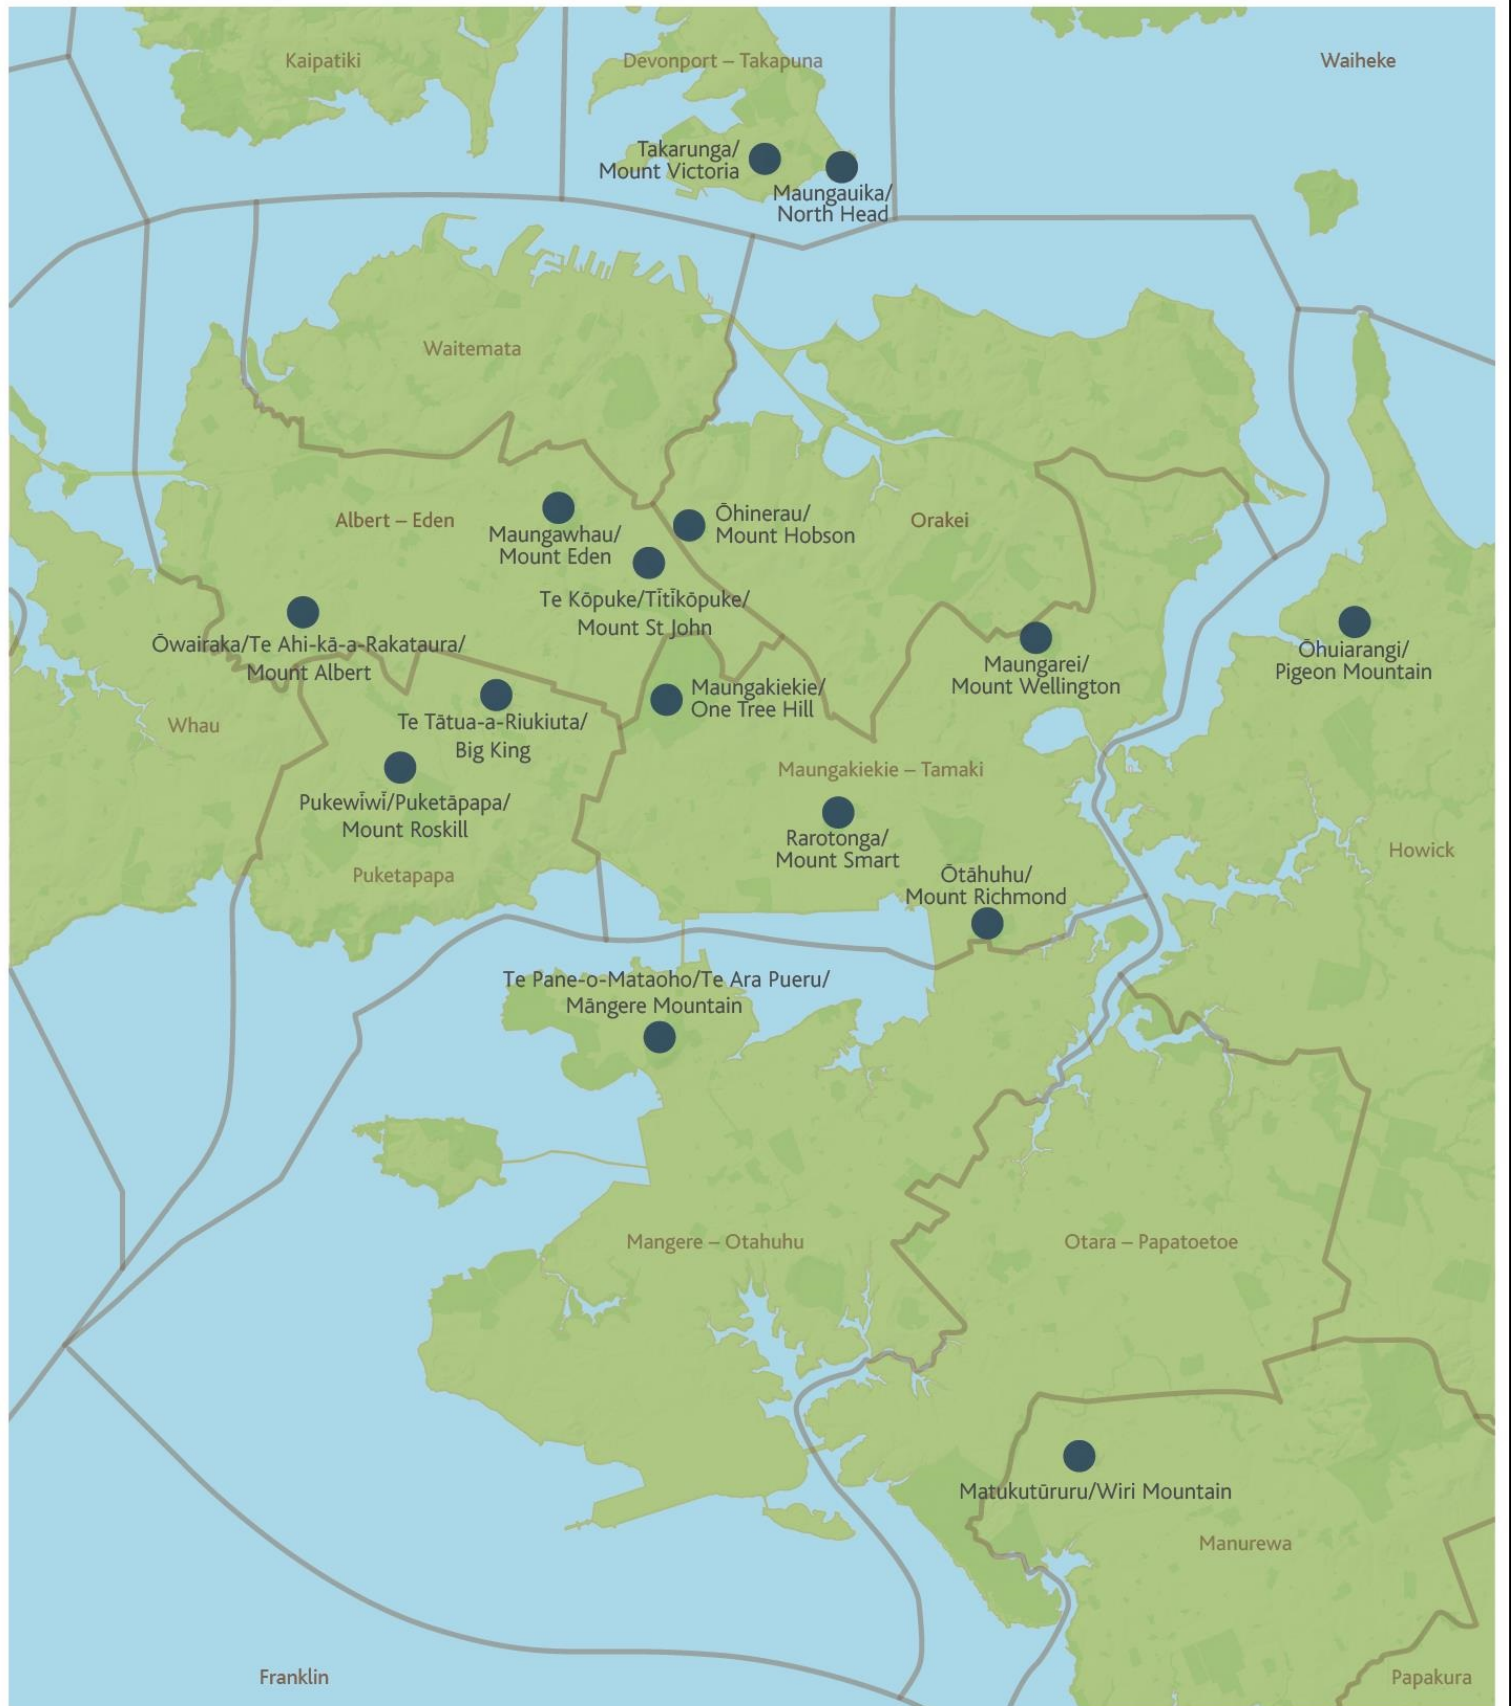 Kaipatiki
Devonport – Takapuna
Waiheke
Takarunga/
Mount Victoria
Maungauika/
North Head
Waitemata
Albert – Eden
Maungawhau/
Mount Eden
Ōhinerau/
Mount Hobson
Orakei
Te Kōpuke/Tītīkōpuke/
Mount St John
Ōwairaka/Te Ahi-kā-a-Rakataura/
Mount Albert
Maungarei/
Mount Wellington
Ōhuiarangi/
Pigeon Mountain
Whau
Te Tātua-a-Riukiuta/
Big King
Maungakiekie/
One Tree Hill
Pukewīwī/Puketāpapa/
Mount Roskill
Maungakiekie – Tamaki
Rarotonga/
Mount Smart
Howick
Puketapapa
Ōtāhuhu/
Mount Richmond
Te Pane-o-Mataoho/Te Ara Pueru/
Māngere Mountain
Mangere – Otahuhu
Otara – Papatoetoe
Matukutūruru/Wiri Mountain
Manurewa
Franklin
Papakura